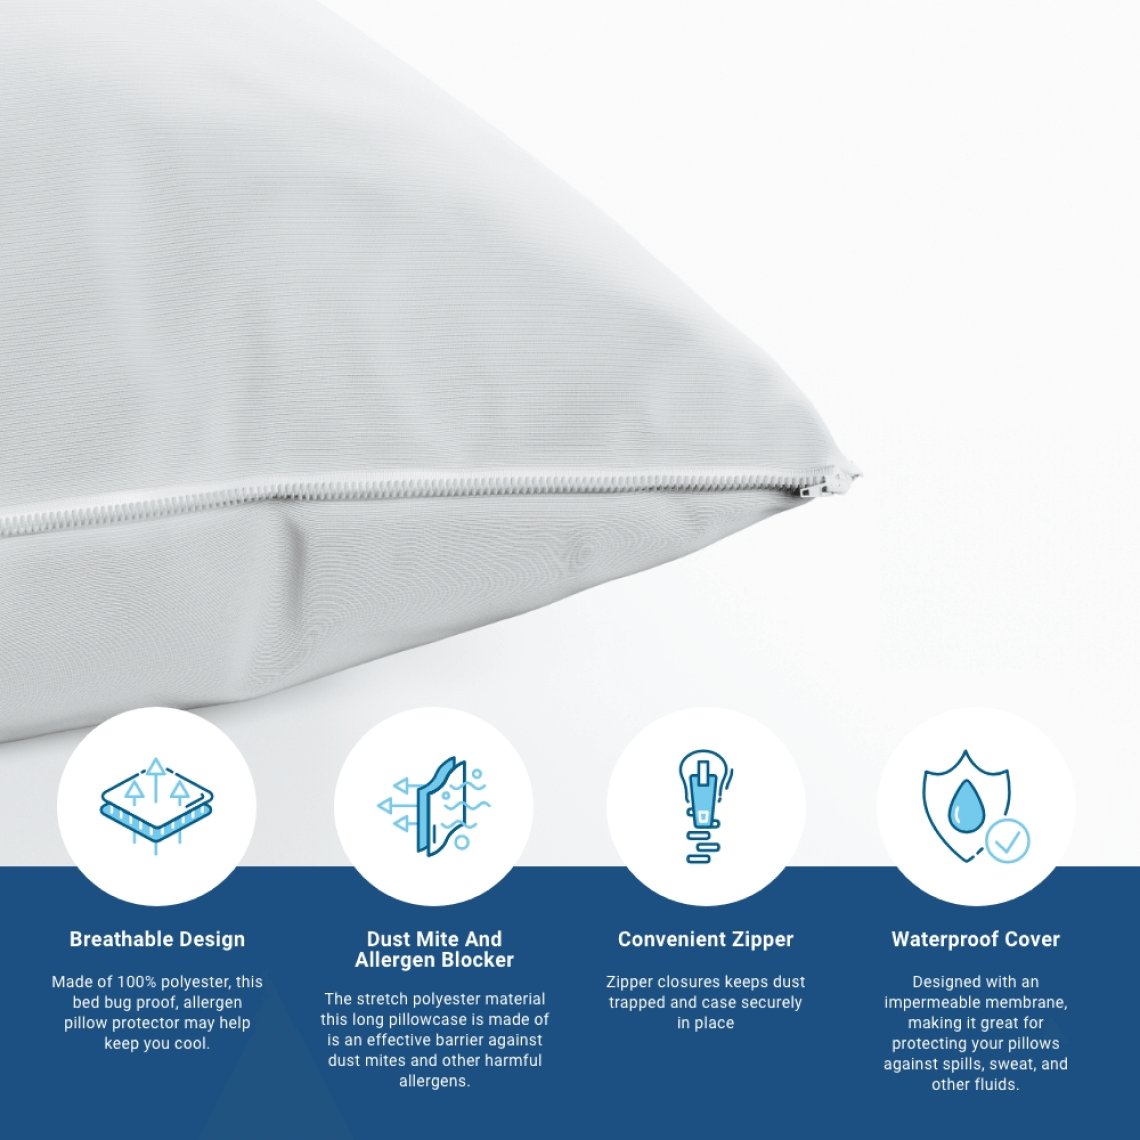 Breathable Design
Made of 100% polyester, this
bed bug proof, allergen
pillow protector may help
keep you cool.
Dust Mite And
Allergen Blocker
The stretch polyester material
this long pillowcase is made of
is an effective barrier against
dust mites and other harmful
allergens.
Convenient Zipper
Zipper closures keeps dust
trapped and case securely
in place
Waterproof Cover
Designed with an
impermeable membrane,
making it great for
protecting your pillows
against spills, sweat, and
other fluids.